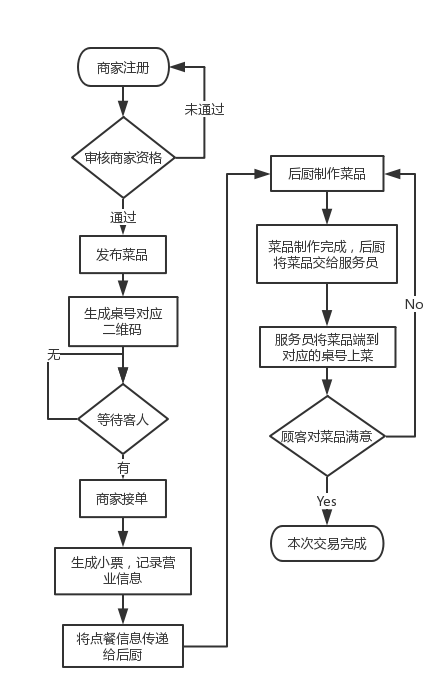 商家注册
未通过
审核商家资格
通过
发布菜品
生成桌号对应
二维码
无
等待客人
有
商家接单
生成小票，记录营
业信息
将点餐信息传递
给后厨
后厨制作菜品
菜品制作完成，后厨
将菜品交给服务员
No
服务员将菜品端到
对应的桌号上菜
顾客对菜品满意
Yes
本次交易完成